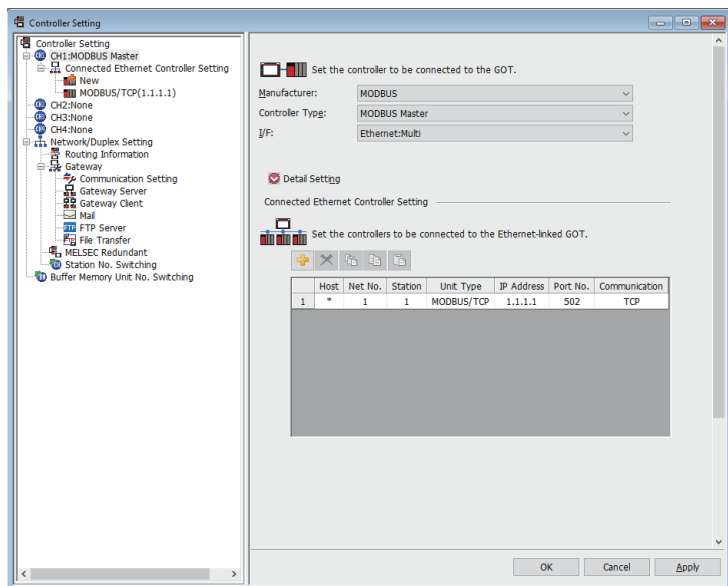 Controller Setting
Controller Setting
CH1:MODBUS Master
Connected Ethernet Controller Setting
New
MODBUS/TCP(1.1.1.1)
CH2:None
CH3:None
CH4:None
Network/Duplex Setting
Routing Information
Gateway
Communication Setting
Gateway Server
Gateway Client
Mail
FTP Server
File Transfer
MELSEC Redundant
Station No. Switching
Buffer Memory Unit No. Switching
Set the controller to be connected to the GOT.
Manufacturer: MODBUS
Controller Type: MODBUS Master
I/F: Ethernet:Multi
Detail Setting
Connected Ethernet Controller Setting
Set the controllers to be connected to the Ethernet-linked GOT.
Host Net No. Station Unit Type IP Address Port No. Communication
1 * 1 1 MODBUS/TCP 1.1.1.1 502 TCP
OK Cancel Apply